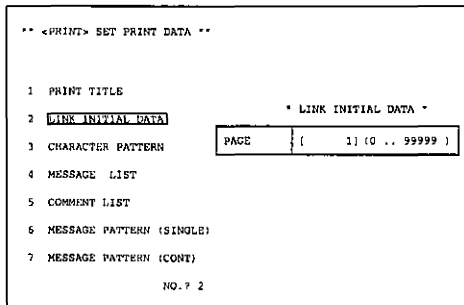 ** <PRINT> SET PRINT DATA **
1 PRINT TITLE
2 LINK INITIAL DATA
3 CHARACTER PATTERN
4 MESSAGE LIST
5 COMMENT LIST
6 MESSAGE PATTERN (SINGLE)
7 MESSAGE PATTERN (CONT)
NO.? 2
* LINK INITIAL DATA *
PAGE [ 1] (0 .. 99999 )